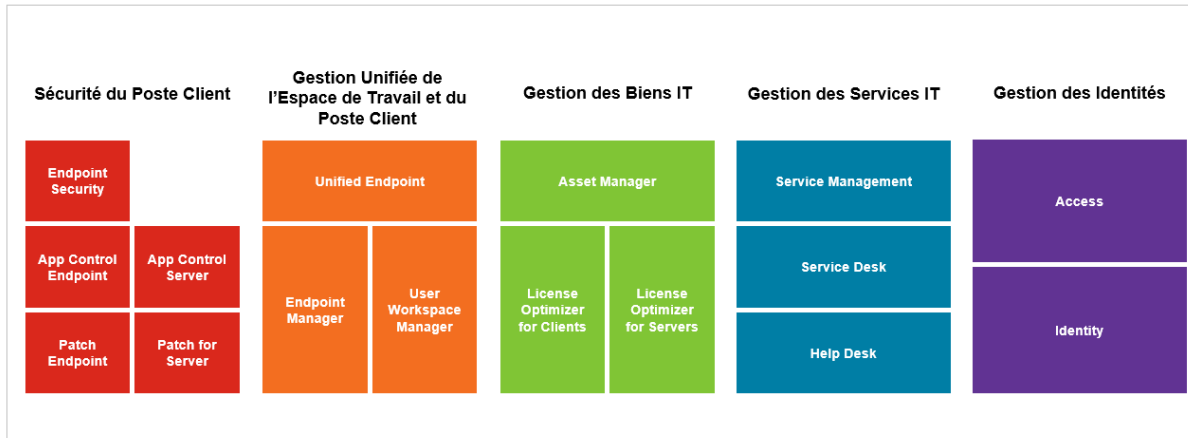 Sécurité du Poste Client
Gestion Unifiée de
l'Espace de Travail et du
Poste Client
Gestion des Biens IT
Gestion des Services IT
Gestion des Identités
Endpoint
Security
App Control
Endpoint
App Control
Server
Patch
Endpoint
Patch for
Server
Unified Endpoint
Endpoint
Manager
User
Workspace
Manager
Asset Manager
License
Optimizer
for Clients
License
Optimizer
for Servers
Service Management
Service Desk
Help Desk
Access
Identity